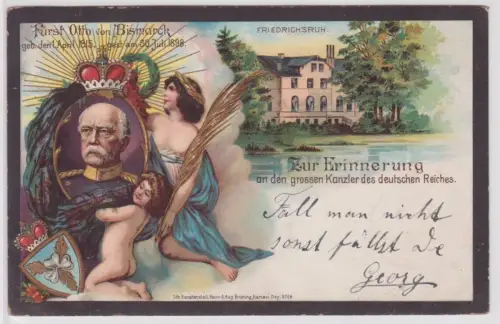 Fürst Otto von Bismarck
geb. den 1. April 1815. gest. am 30. Juli 1898.
FRIEDRICHSRUH.
Zur Erinnerung
an den grossen Kanzler des deutschen Reiches.
Fall man nicht
sonst fällst De
Georg